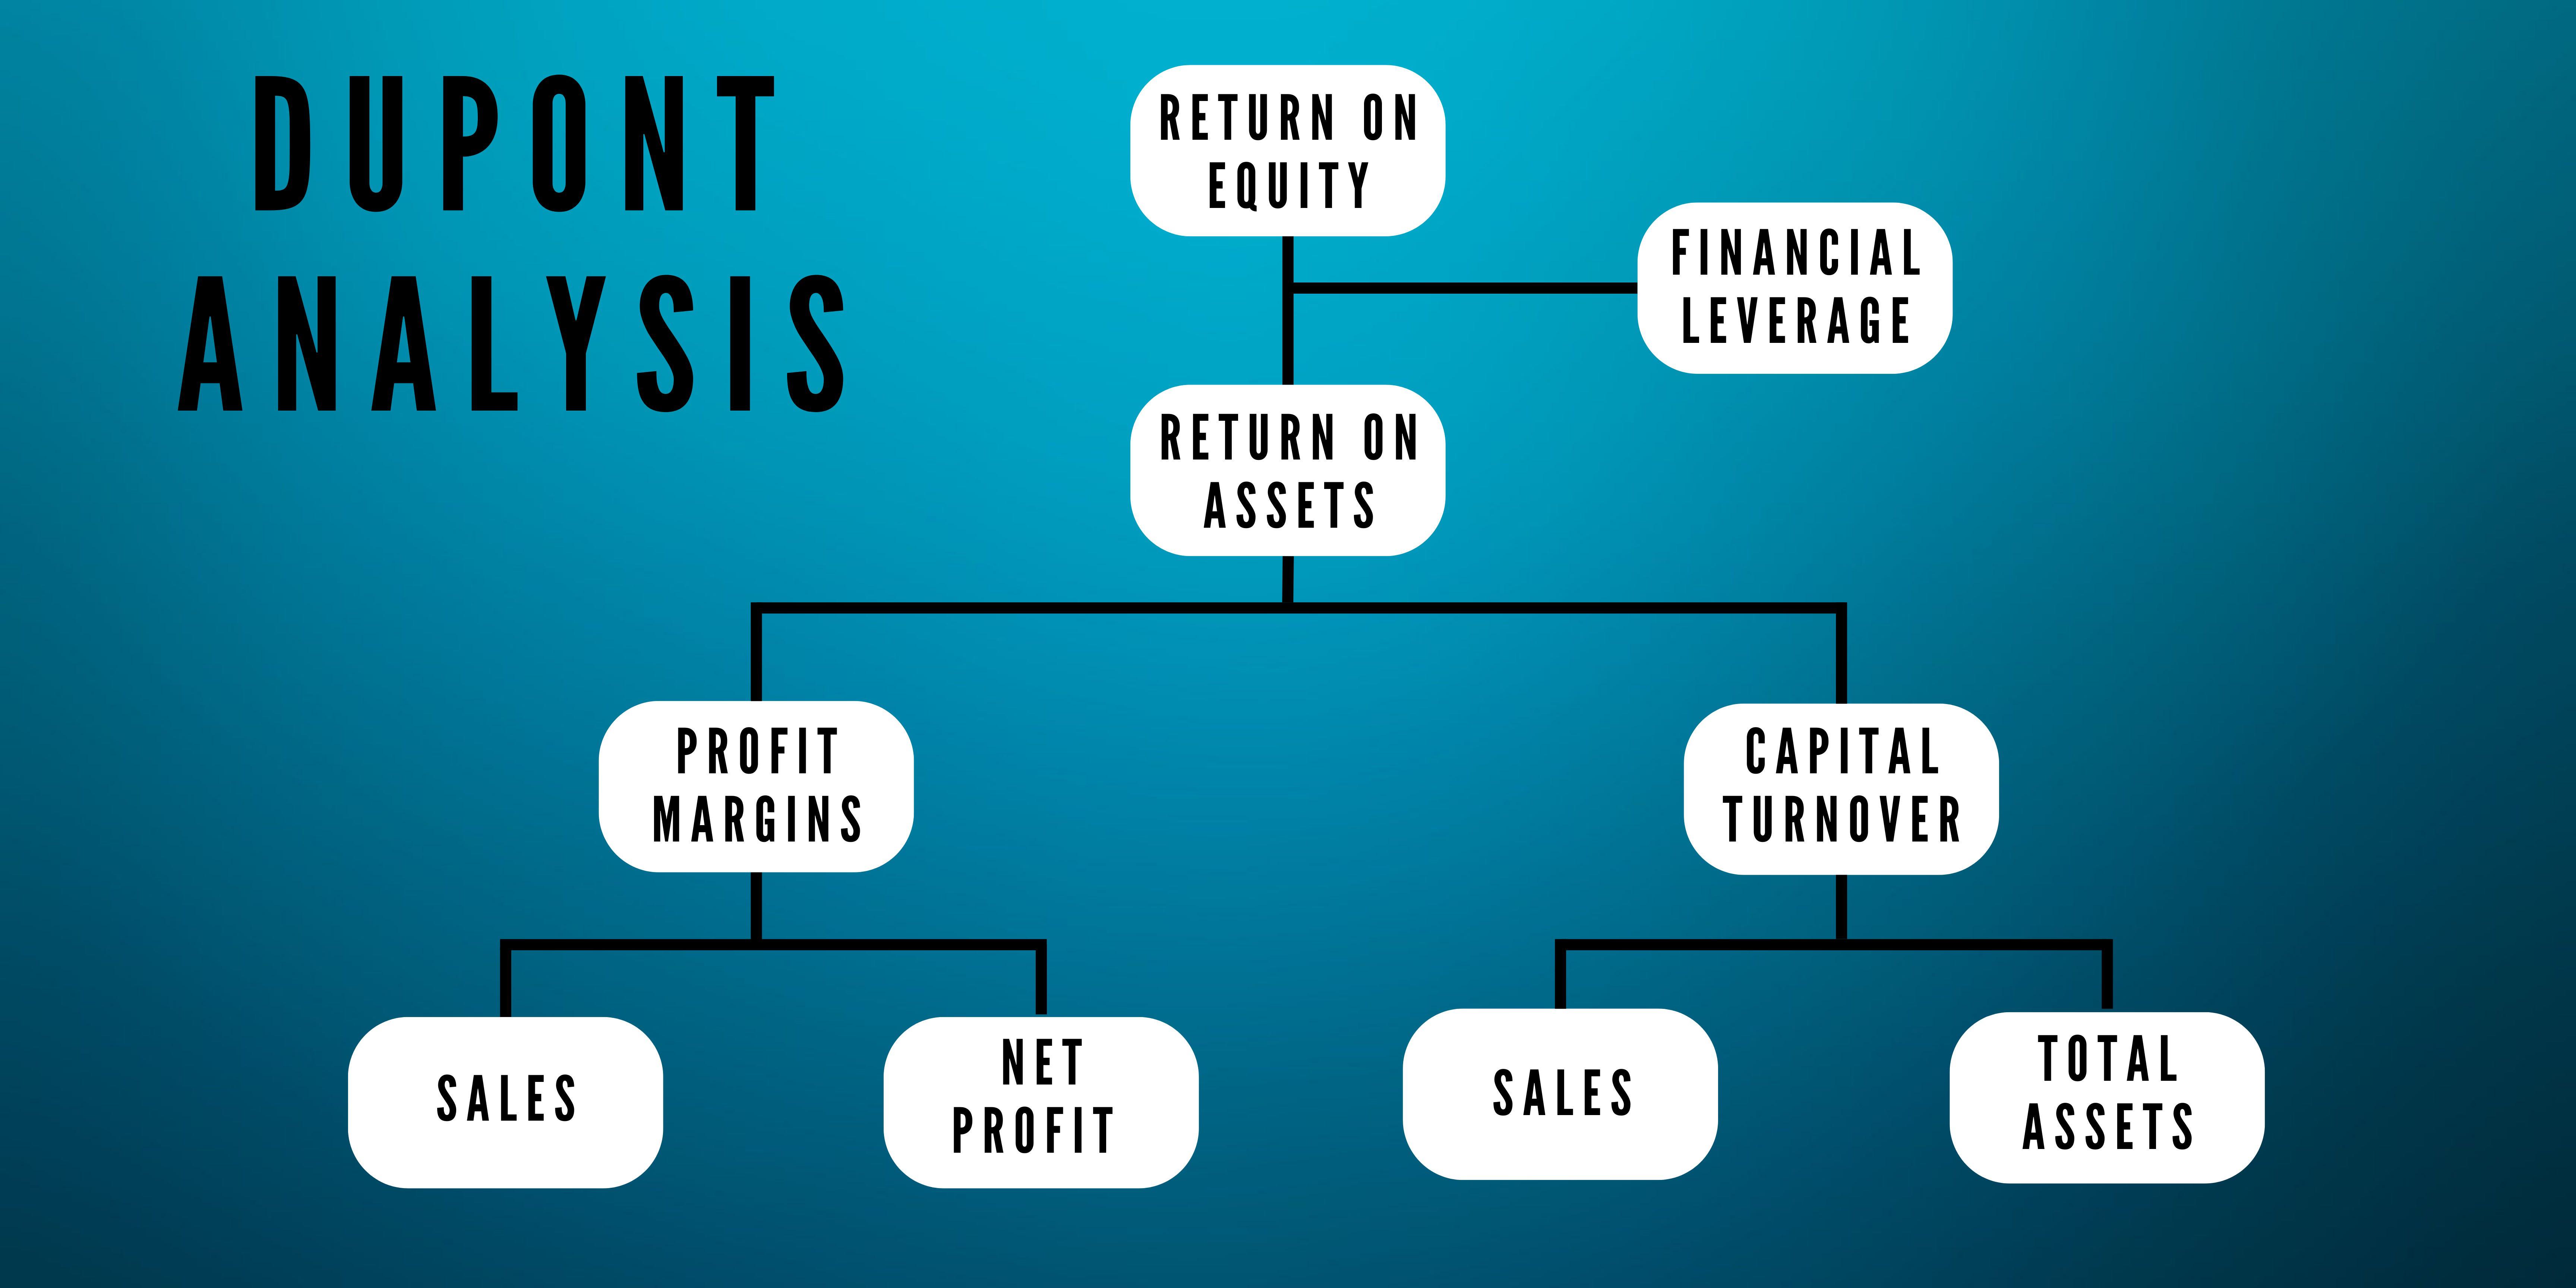 DUPONT
ANALYSIS
RETURN ON
EQUITY
FINANCIAL
LEVERAGE
RETURN ON
ASSETS
PROFIT
MARGINS
CAPITAL
TURNOVER
SALES
NET
PROFIT
SALES
TOTAL
ASSETS